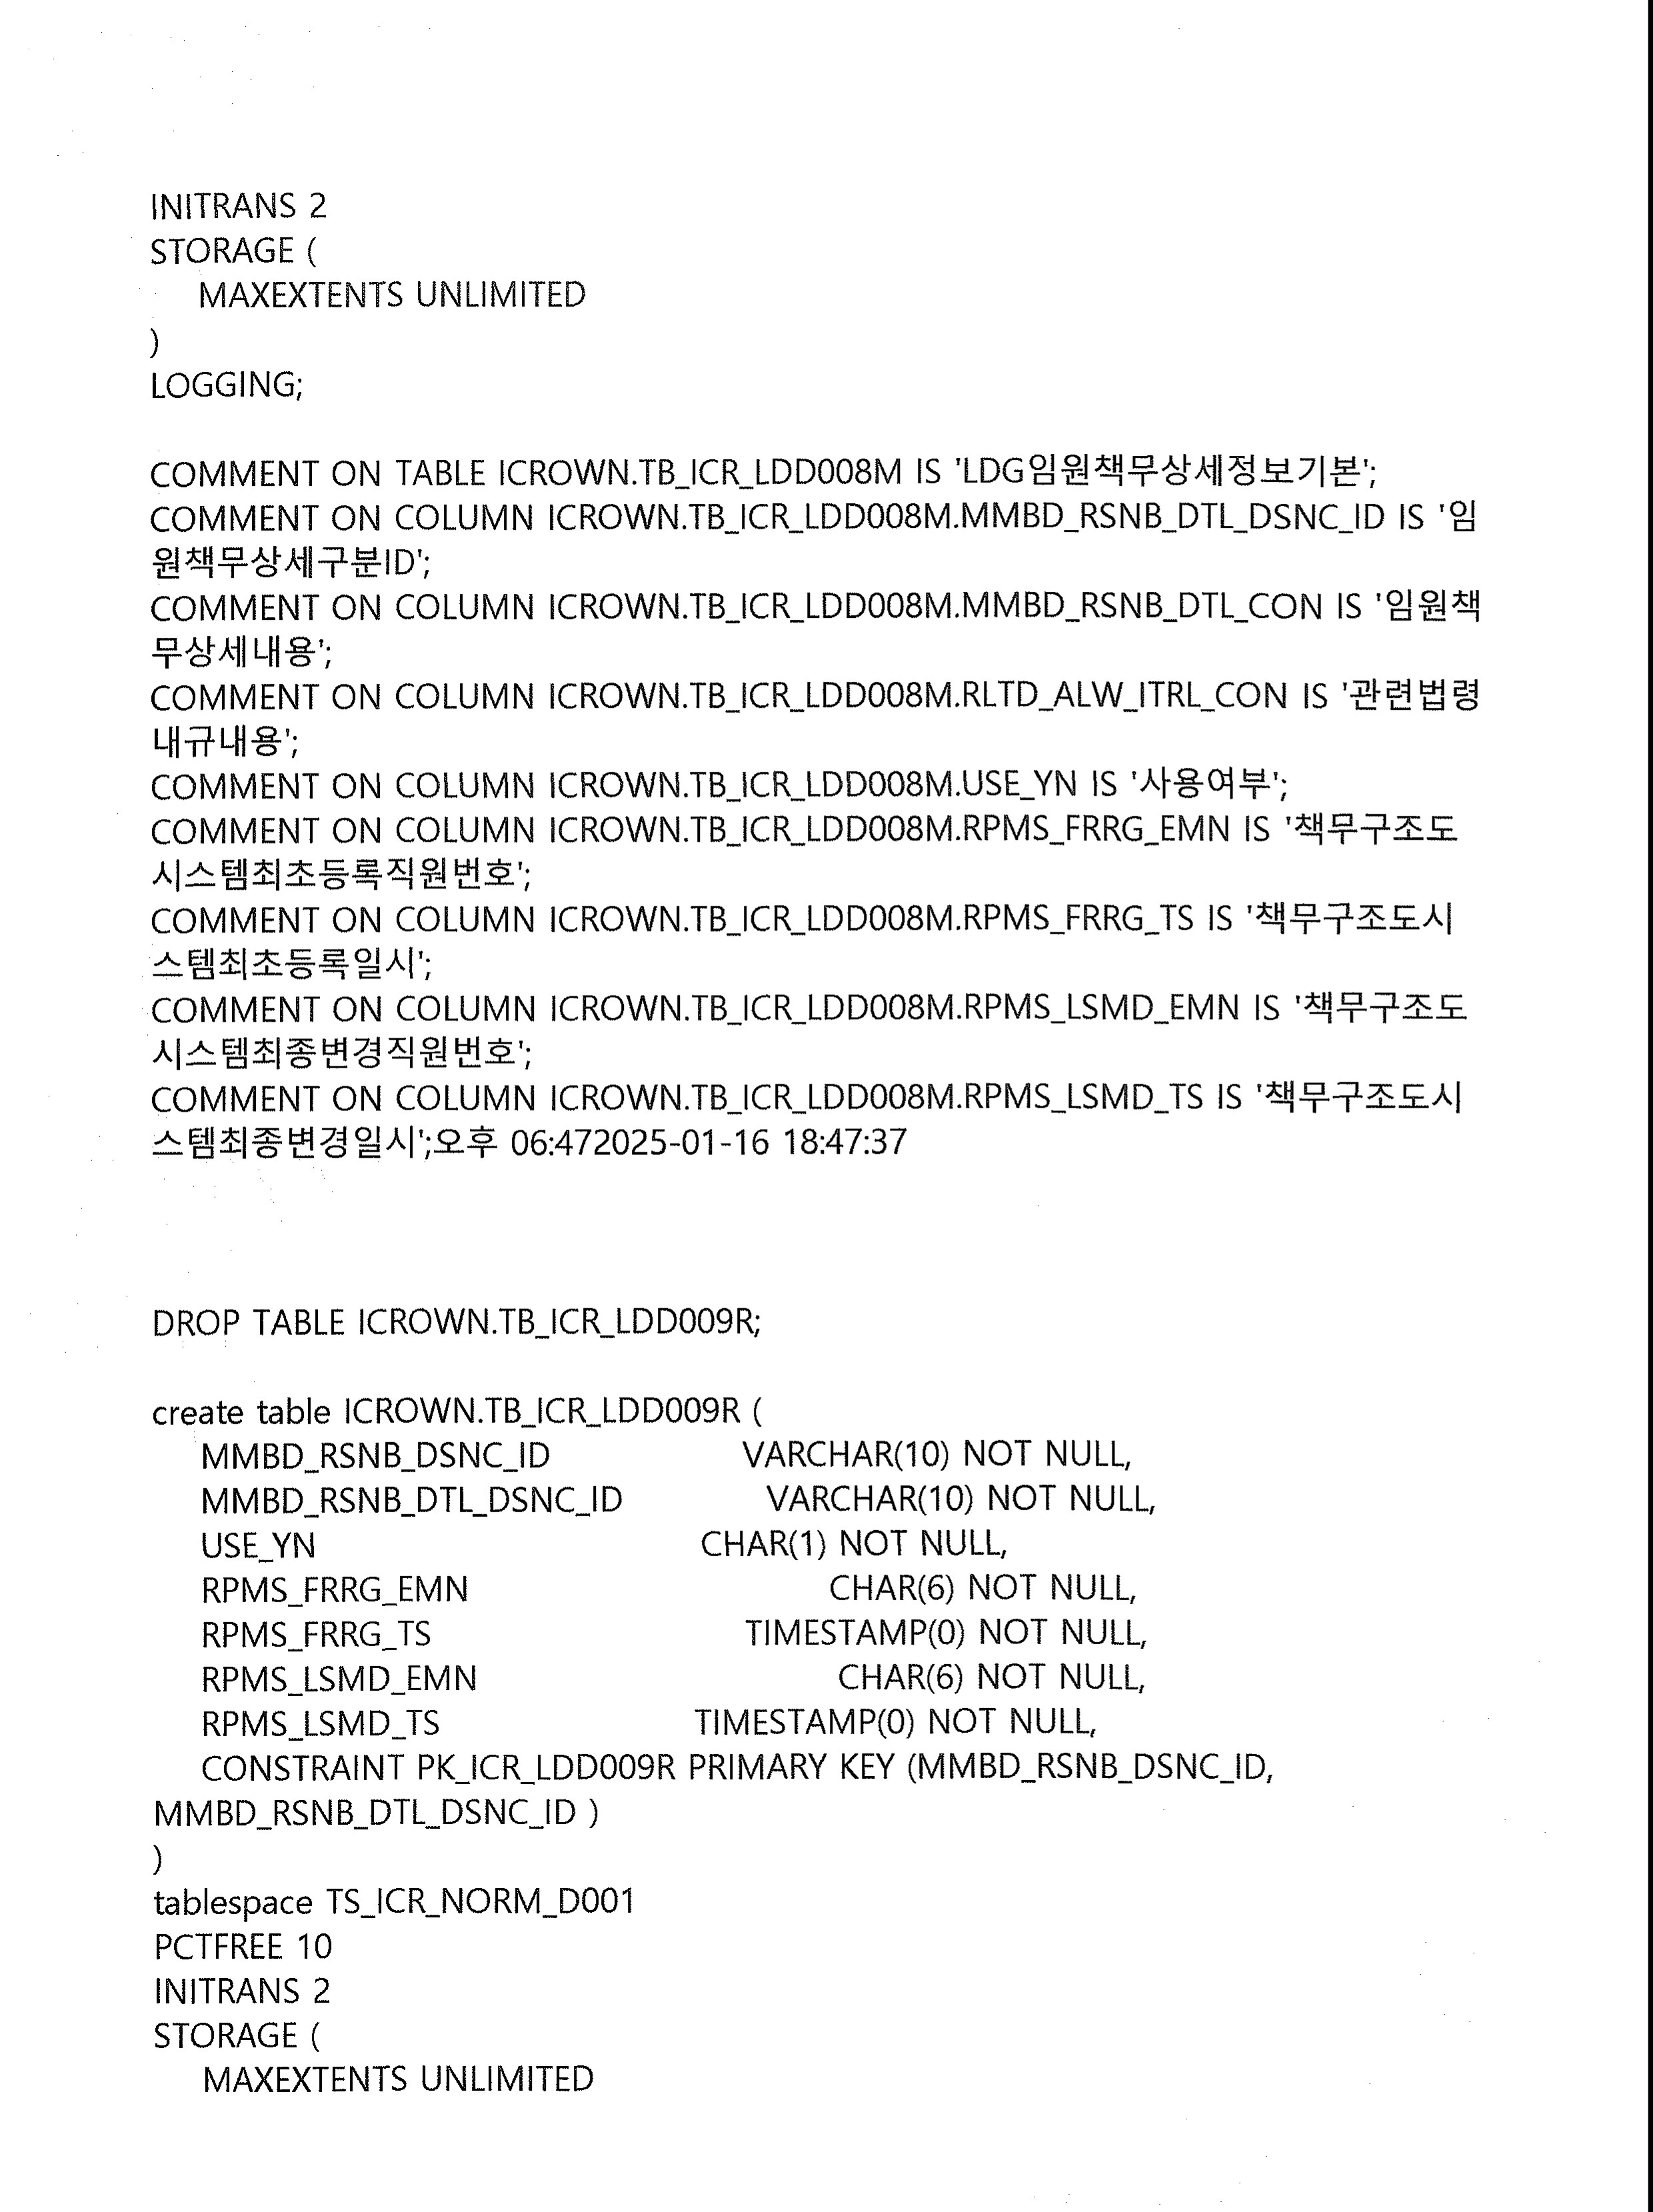 INITRANS 2
STORAGE (
MAXEXTENTS UNLIMITED
)
LOGGING;
COMMENT ON TABLE ICROWN.TB_ICR_LDD008M IS 'LDG임원책무상세정보기본';
COMMENT ON COLUMN ICROWN.TB_ICR_LDD008M.MMBD_RSNB_DTL_DSNC_ID IS '임
원책무상세구분ID';
COMMENT ON COLUMN ICROWN.TB_ICR_LDD008M.MMBD_RSNB_DTL_CON IS '임원책
무상세내용';
COMMENT ON COLUMN ICROWN.TB_ICR_LDD008M.RLTD_ALW_ITRL_CON IS '관련법령
내규내용';
COMMENT ON COLUMN ICROWN.TB_ICR_LDD008M.USE_YN IS '사용여부';
COMMENT ON COLUMN ICROWN.TB_ICR_LDD008M.RPMS_FRRG_EMN IS '책무구조도
시스템최초등록직원번호';
COMMENT ON COLUMN ICROWN.TB_ICR_LDD008M.RPMS_FRRG_TS IS '책무구조도시
스템최초등록일시';
COMMENT ON COLUMN ICROWN.TB_ICR_LDD008M.RPMS_LSMD_EMN IS '책무구조도
시스템최종변경직원번호';
COMMENT ON COLUMN ICROWN.TB_ICR_LDD008M.RPMS_LSMD_TS IS '책무구조도시
스템최종변경일시';오후 06:472025-01-16 18:47:37
DROP TABLE ICROWN.TB_ICR_LDD009R;
create table ICROWN.TB_ICR_LDD009R (
MMBD_RSNB_DSNC_ID VARCHAR(10) NOT NULL,
MMBD_RSNB_DTL_DSNC_ID VARCHAR(10) NOT NULL,
USE_YN CHAR(1) NOT NULL,
RPMS_FRRG_EMN CHAR(6) NOT NULL,
RPMS_FRRG_TS TIMESTAMP(0) NOT NULL,
RPMS_LSMD_EMN CHAR(6) NOT NULL,
RPMS_LSMD_TS TIMESTAMP(0) NOT NULL,
CONSTRAINT PK_ICR_LDD009R PRIMARY KEY (MMBD_RSNB_DSNC_ID,
MMBD_RSNB_DTL_DSNC_ID )
)
tablespace TS_ICR_NORM_D001
PCTFREE 10
INITRANS 2
STORAGE (
MAXEXTENTS UNLIMITED